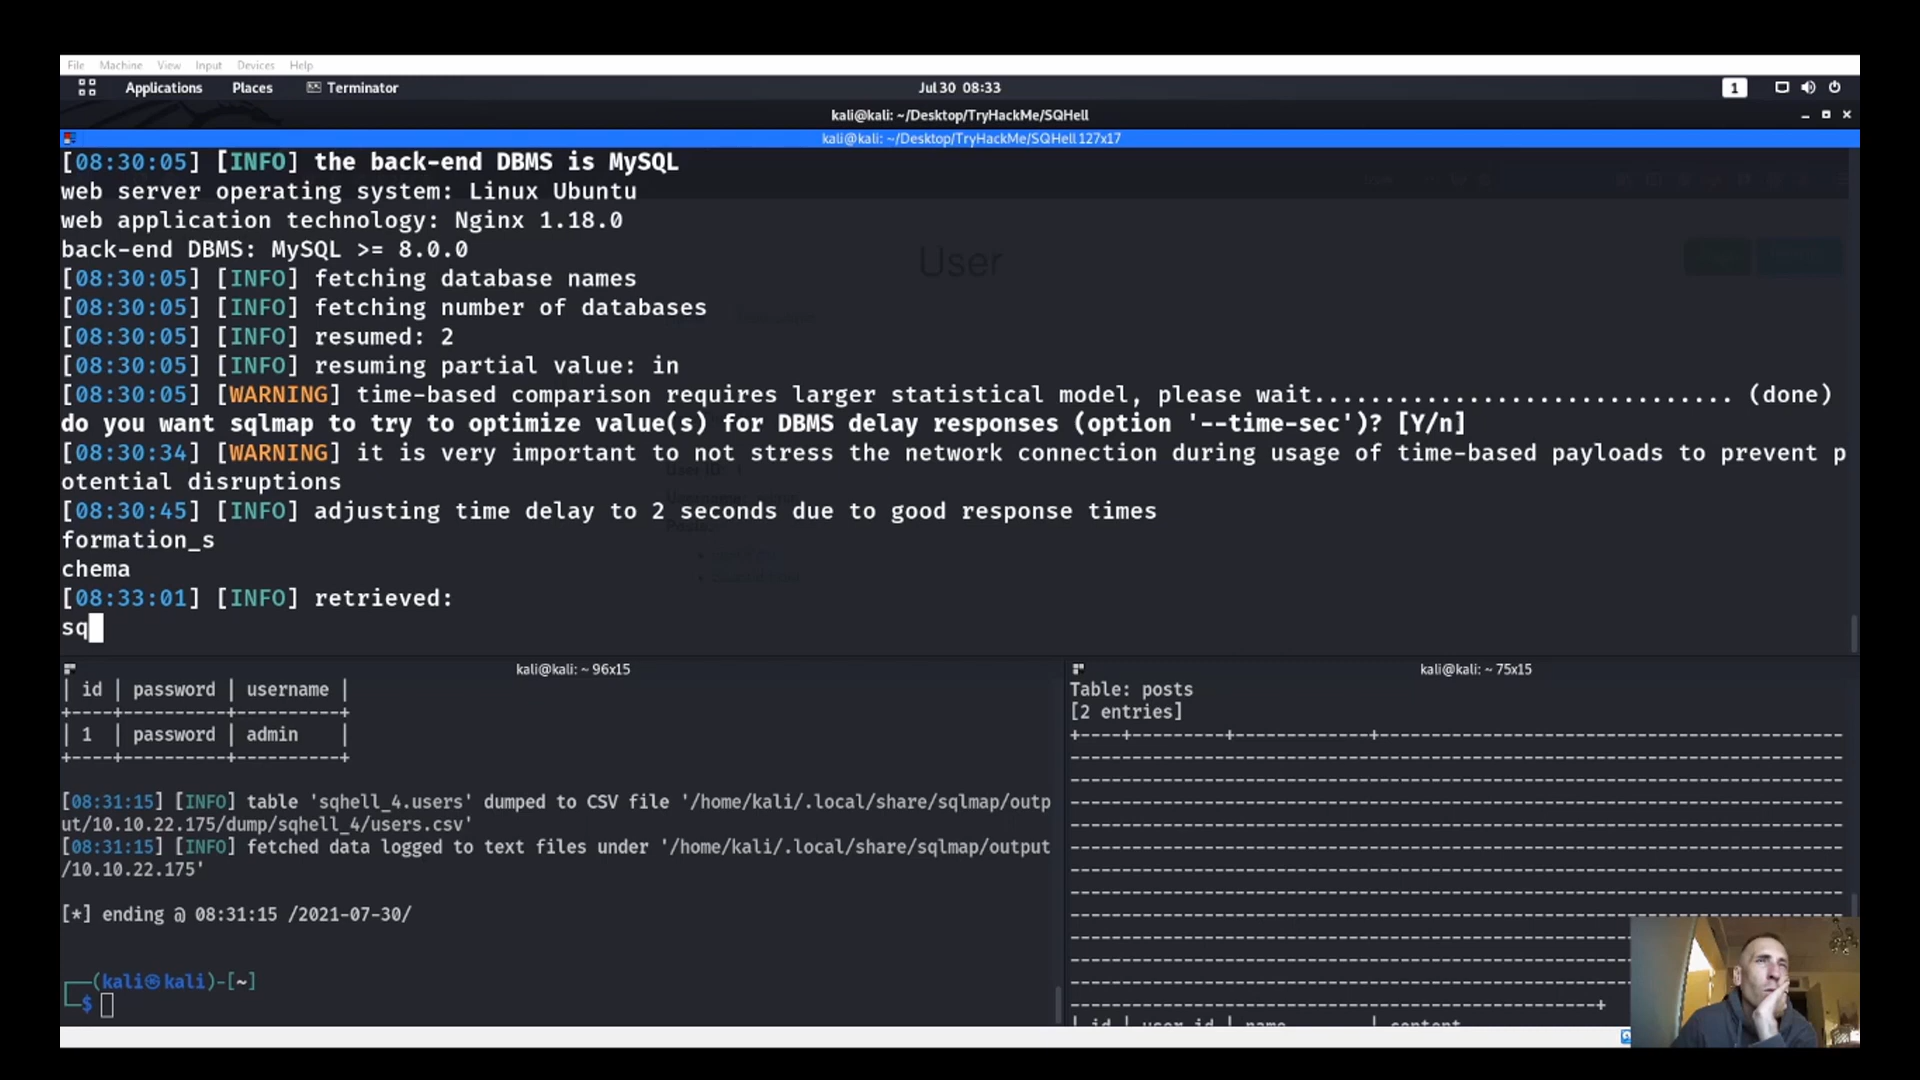 File Machine View Input Devices Help
Applications Places Terminator Jul 30 08:33 1
kali@kali: ~/Desktop/TryHackMe/SQHell
kali@kali: ~/Desktop/TryHackMe/SQHell 127x17
[08:30:05] [INFO] the back-end DBMS is MySQL
web server operating system: Linux Ubuntu
web application technology: Nginx 1.18.0
back-end DBMS: MySQL >= 8.0.0
[08:30:05] [INFO] fetching database names
[08:30:05] [INFO] fetching number of databases
[08:30:05] [INFO] resumed: 2
[08:30:05] [INFO] resuming partial value: in
[08:30:05] [WARNING] time-based comparison requires larger statistical model, please wait.............................. (done)
do you want sqlmap to try to optimize value(s) for DBMS delay responses (option '--time-sec')? [Y/n]
[08:30:34] [WARNING] it is very important to not stress the network connection during usage of time-based payloads to prevent p
otential disruptions
[08:30:45] [INFO] adjusting time delay to 2 seconds due to good response times
formation_s
chema
[08:33:01] [INFO] retrieved:
sq
User
User ID: 1
kali@kali: ~ 96x15
| id | password | username |
+----+----------+----------+
| 1 | password | admin |
+----+----------+----------+
[08:31:15] [INFO] table 'sqhell_4.users' dumped to CSV file '/home/kali/.local/share/sqlmap/outp
ut/10.10.22.175/dump/sqhell_4/users.csv'
[08:31:15] [INFO] fetched data logged to text files under '/home/kali/.local/share/sqlmap/output
/10.10.22.175'
[*] ending @ 08:31:15 /2021-07-30/
(kali㉿kali)-[~]
$
kali@kali: ~ 75x15
Table: posts
[2 entries]
| id | user_id | name | content